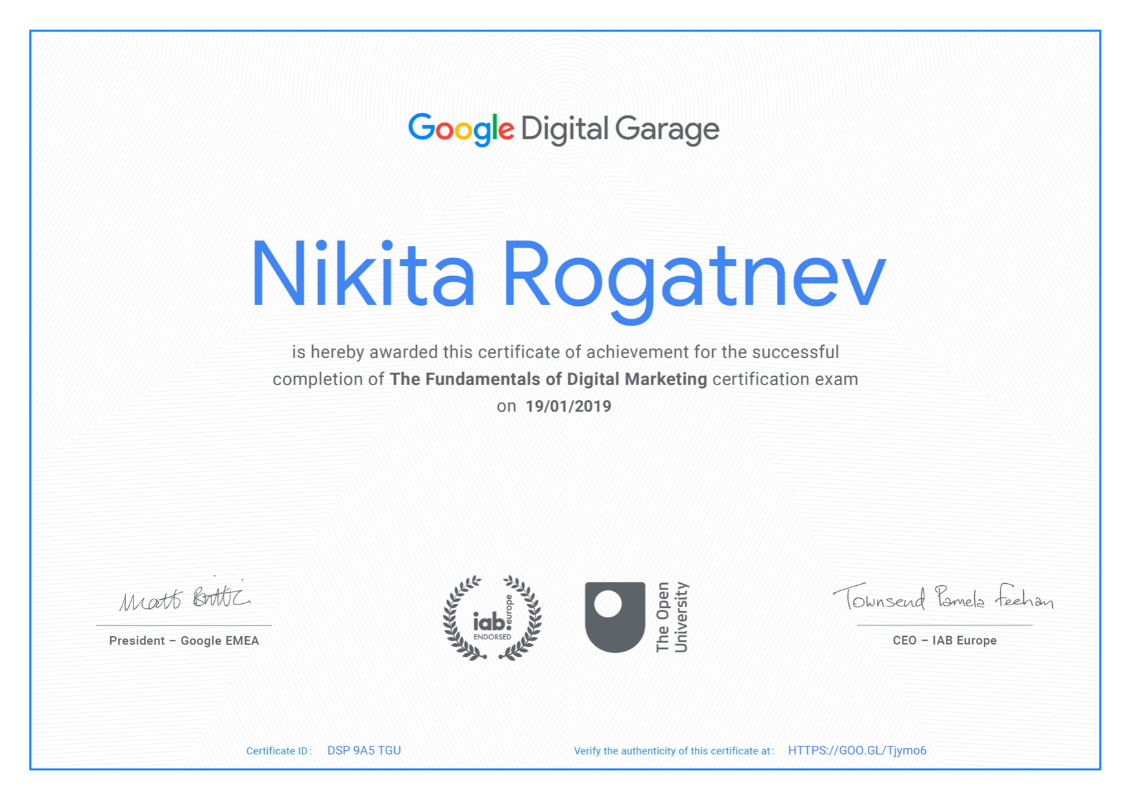 Google Digital Garage
Nikita Rogatnev
is hereby awarded this certificate of achievement for the successful
completion of The Fundamentals of Digital Marketing certification exam
on 19/01/2019
Matt Brittin
Townsend Pamela Feehan
iab.europe
ENDORSED
The Open
University
President – Google EMEA
CEO – IAB Europe
Certificate ID: DSP 9A5 TGU
Verify the authenticity of this certificate at: HTTPS://GOO.GL/Tjymo6